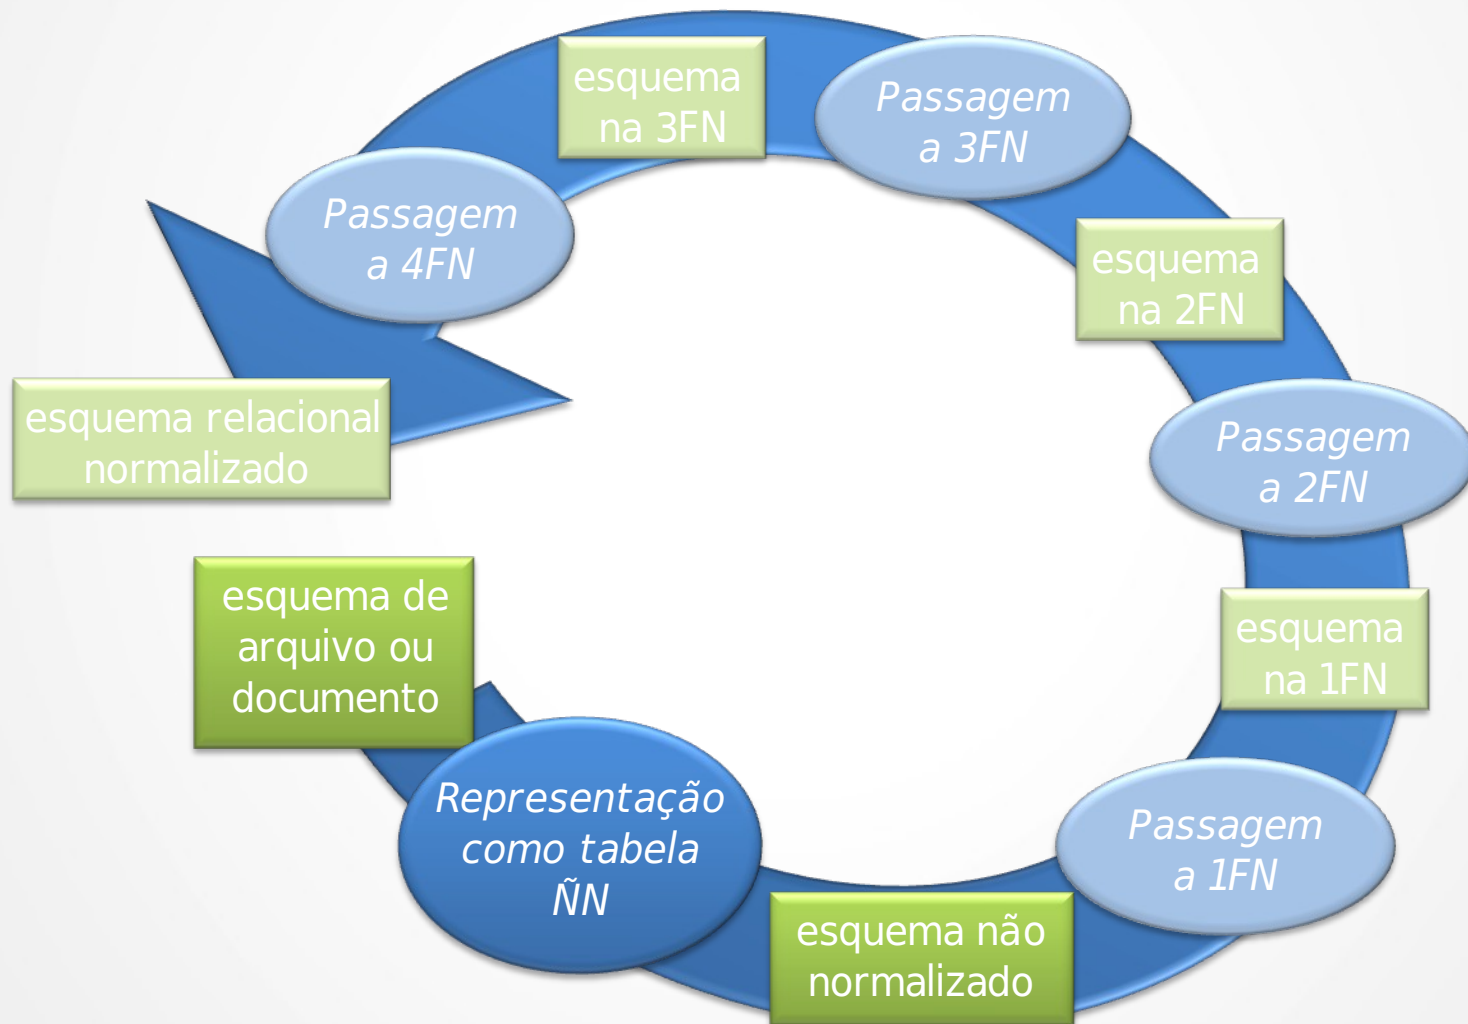 esquema
na 3FN
Passagem
a 3FN
Passagem
a 4FN
esquema
na 2FN
esquema relacional
normalizado
Passagem
a 2FN
esquema de
arquivo ou
documento
esquema
na 1FN
Representação
como tabela
ÑN
Passagem
a 1FN
esquema não
normalizado